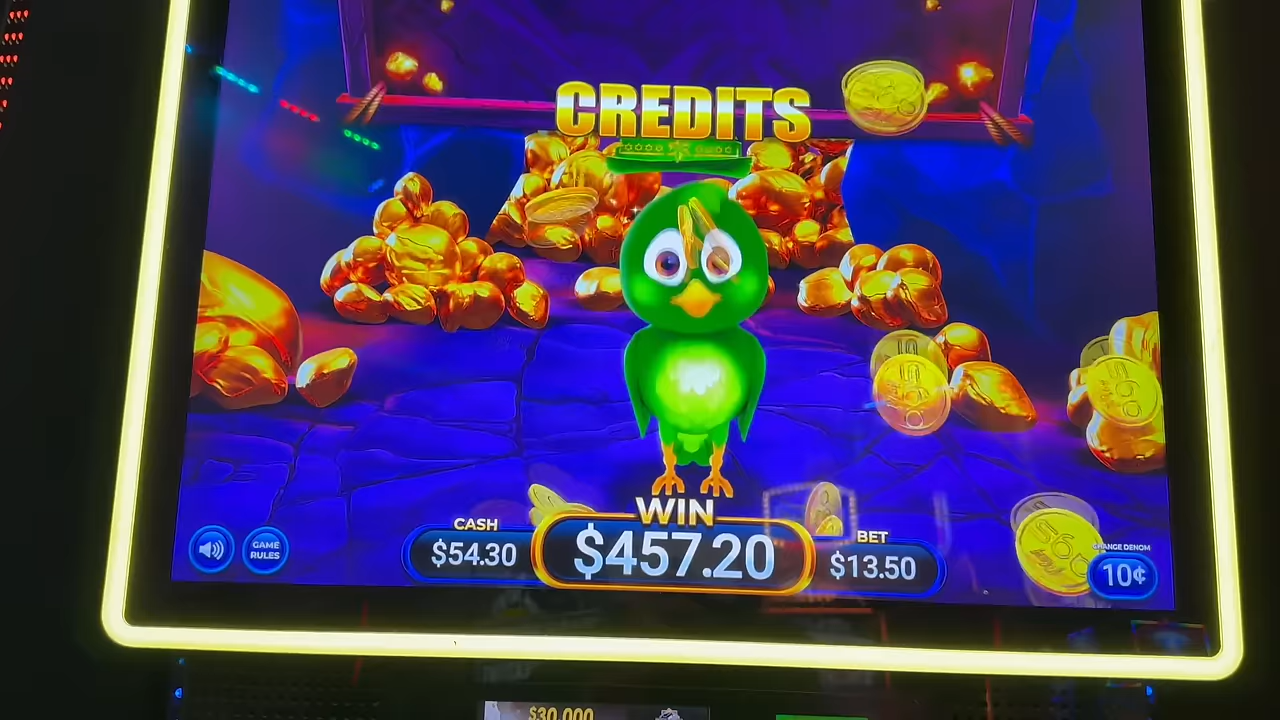 CREDITS
WIN
CASH
$54.30
$457.20
BET
$13.50
GAME
RULES
CHANGE DENOM
10¢
$30,000